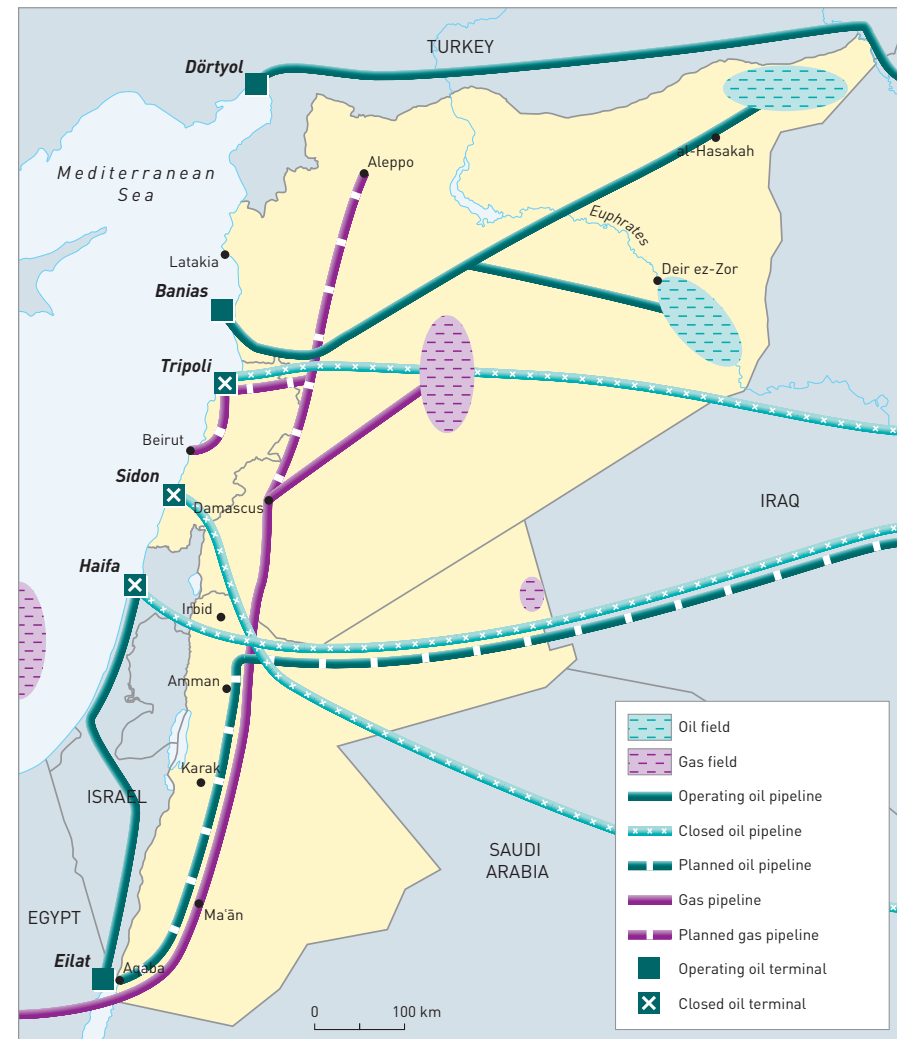 TURKEY
Dörtyol
al-Hasakah
Aleppo
Mediterranean
Sea
Euphrates
Latakia
Deir ez-Zor
Banias
Tripoli
Beirut
Sidon
Damascus
IRAQ
Haifa
Irbid
Amman
Karak
ISRAEL
SAUDI
ARABIA
EGYPT
Ma'ān
Eilat
Aqaba
0 100 km
Oil field
Gas field
Operating oil pipeline
Closed oil pipeline
Planned oil pipeline
Gas pipeline
Planned gas pipeline
Operating oil terminal
Closed oil terminal